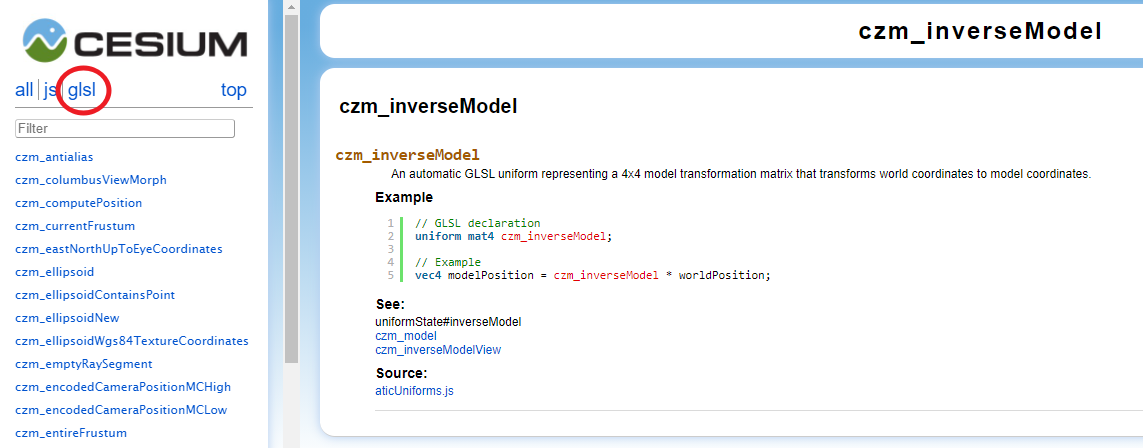 CESIUM
all js glsl top
Filter
czm_antialias
czm_columbusViewMorph
czm_computePosition
czm_currentFrustum
czm_eastNorthUpToEyeCoordinates
czm_ellipsoid
czm_ellipsoidContainsPoint
czm_ellipsoidNew
czm_ellipsoidWgs84TextureCoordinates
czm_emptyRaySegment
czm_encodedCameraPositionMCHigh
czm_encodedCameraPositionMCLow
czm_entireFrustum
czm_inverseModel
czm_inverseModel
czm_inverseModel
An automatic GLSL uniform representing a 4x4 model transformation matrix that transforms world coordinates to model coordinates.
Example
1 // GLSL declaration
2 uniform mat4 czm_inverseModel;
3
4 // Example
5 vec4 modelPosition = czm_inverseModel * worldPosition;
See:
uniformState#inverseModel
czm_model
czm_inverseModelView
Source:
aticUniforms.js